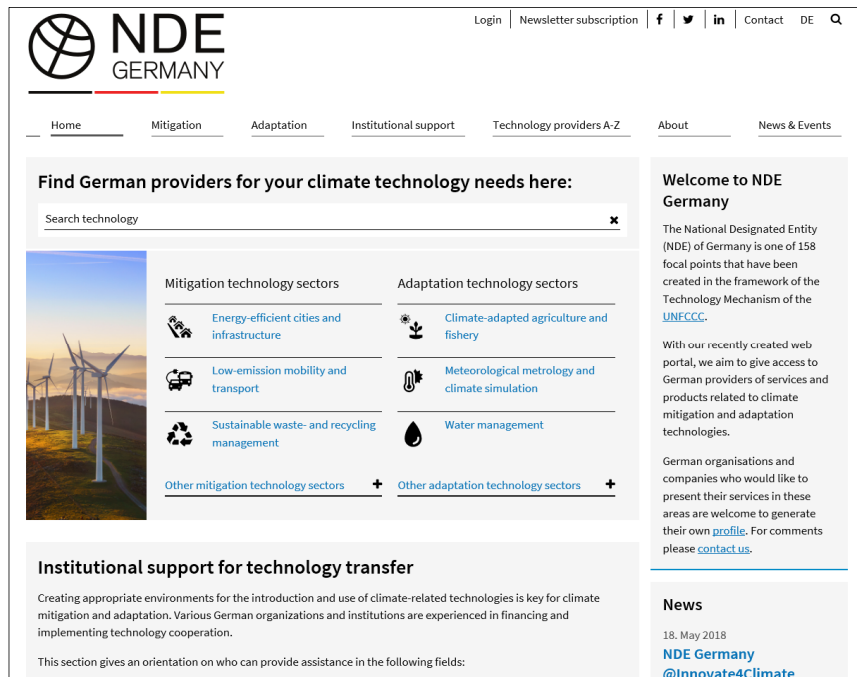 Login
Newsletter subscription
f
in
Contact
DE
NDE
GERMANY
Home
Mitigation
Adaptation
Institutional support
Technology providers A-Z
About
News & Events
Find German providers for your climate technology needs here:
Search technology
Mitigation technology sectors
Energy-efficient cities and
infrastructure
Low-emission mobility and
transport
Sustainable waste- and recycling
management
Other mitigation technology sectors
Adaptation technology sectors
Climate-adapted agriculture and
fishery
Meteorological metrology and
climate simulation
Water management
Other adaptation technology sectors
Institutional support for technology transfer
Creating appropriate environments for the introduction and use of climate-related technologies is key for climate
mitigation and adaptation. Various German organizations and institutions are experienced in financing and
implementing technology cooperation.
This section gives an orientation on who can provide assistance in the following fields:
Welcome to NDE
Germany
The National Designated Entity
(NDE) of Germany is one of 158
focal points that have been
created in the framework of the
Technology Mechanism of the
UNFCCC.
With our recently created web
portal, we aim to give access to
German providers of services and
products related to climate
mitigation and adaptation
technologies.
German organisations and
companies who would like to
present their services in these
areas are welcome to generate
their own profile. For comments
please contact us.
News
18. May 2018
NDE Germany
@Innovate4Climate